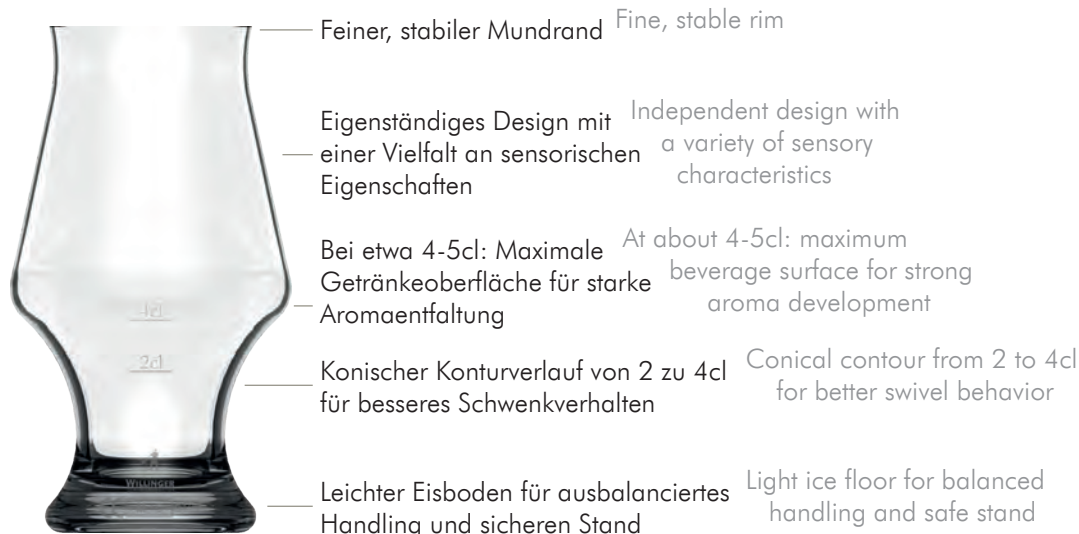 Feiner, stabiler Mundrand
Fine, stable rim
Eigenständiges Design mit
einer Vielfalt an sensorischen
Eigenschaften
Independent design with
a variety of sensory
characteristics
Bei etwa 4-5cl: Maximale
Getränkeoberfläche für starke
Aromaentfaltung
At about 4-5cl: maximum
beverage surface for strong
aroma development
4cl
2cl
Konischer Konturverlauf von 2 zu 4cl
für besseres Schwenkverhalten
Conical contour from 2 to 4cl
for better swivel behavior
WILLINGER
Leichter Eisboden für ausbalanciertes
Handling und sicheren Stand
Light ice floor for balanced
handling and safe stand